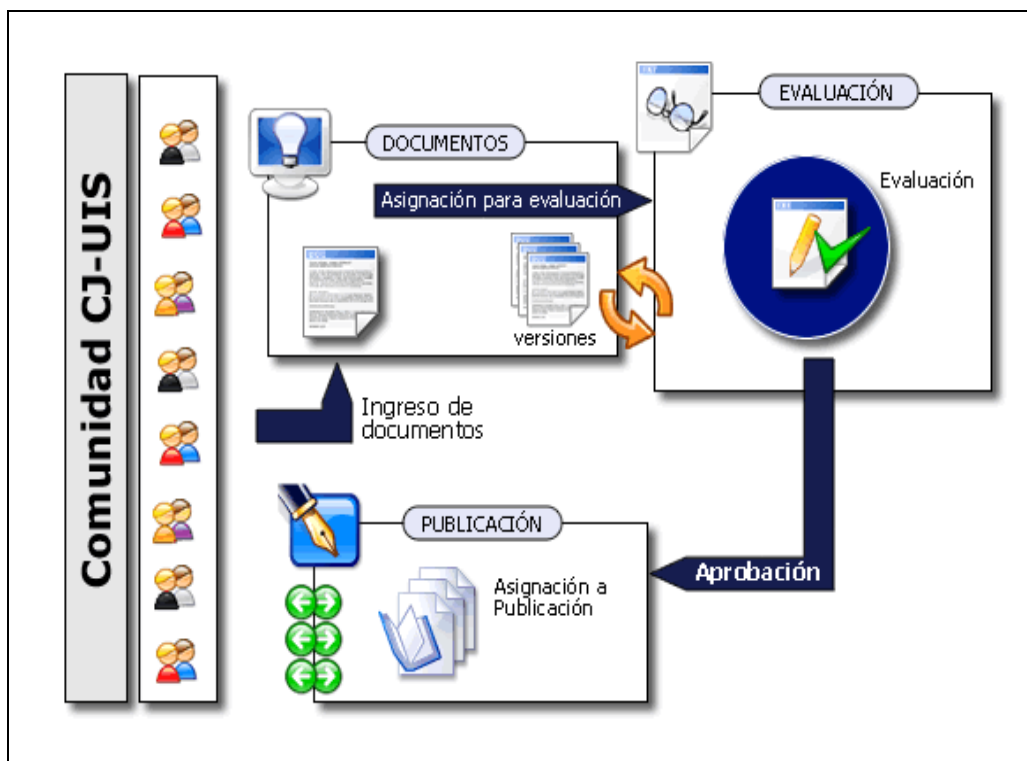 Comunidad CJ-UIS
DOCUMENTOS
Asignación para evaluación
versiones
Ingreso de
documentos
EVALUACIÓN
Evaluación
Aprobación
PUBLICACIÓN
Asignación a
Publicación